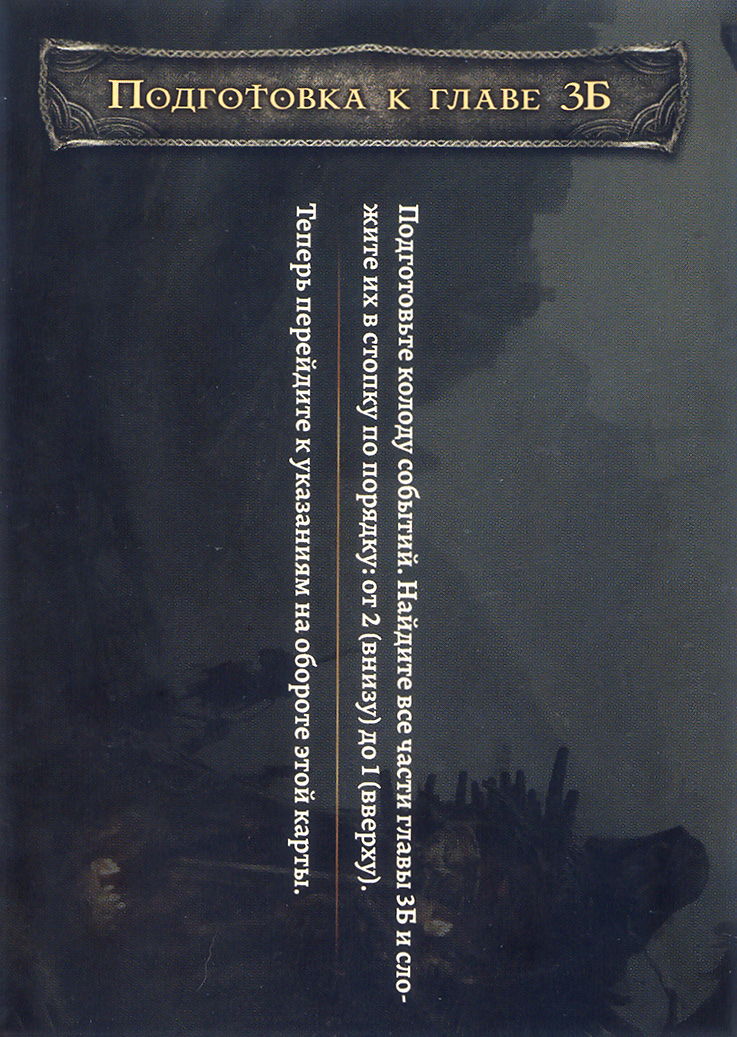 Подготовка к главе 3Б
Подготовьте колоду событий. Найдите все части главы 3Б и сло-
жите их в стопку по порядку: от 2 (внизу) до 1 (вверху).
Теперь перейдите к указаниям на обороте этой карты.